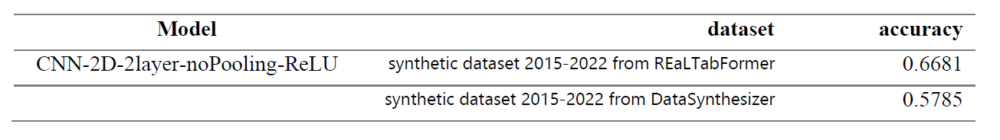 Model dataset accuracy
CNN-2D-2layer-noPooling-ReLU synthetic dataset 2015-2022 from REaLTabFormer 0.6681
synthetic dataset 2015-2022 from DataSynthesizer 0.5785